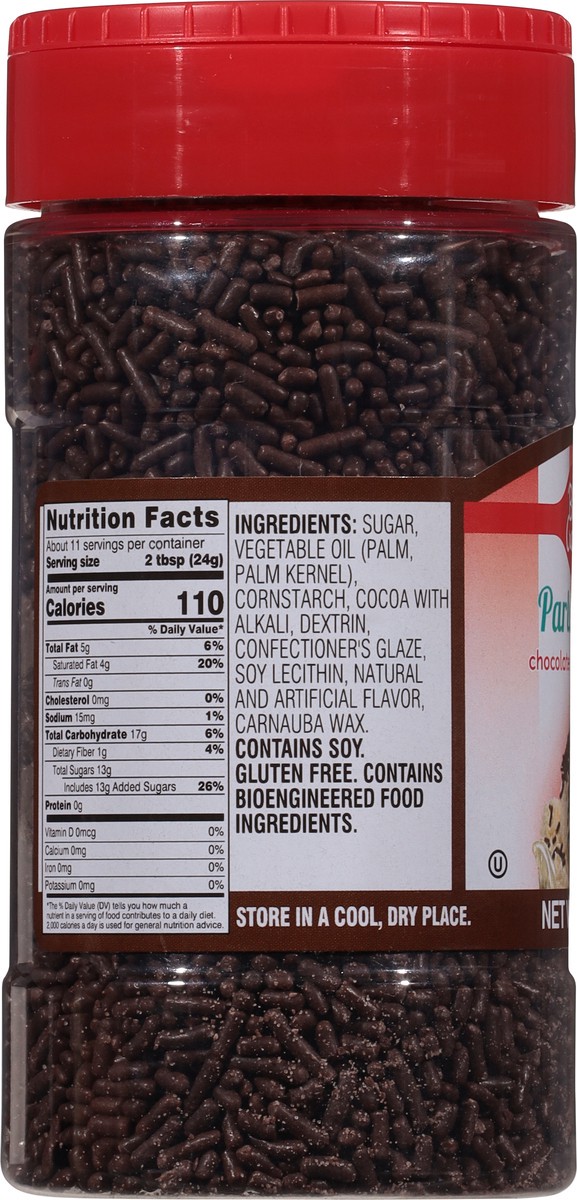 Nutrition Facts
About 11 servings per container
Serving size 2 tbsp (24g)
Amount per serving
Calories 110
% Daily Value*
Total Fat 5g 6%
Saturated Fat 4g 20%
Trans Fat 0g
Cholesterol 0mg 0%
Sodium 15mg 1%
Total Carbohydrate 17g 6%
Dietary Fiber 1g 4%
Total Sugars 13g
Includes 13g Added Sugars 26%
Protein 0g
Vitamin D 0mcg 0%
Calcium 0mg 0%
Iron 0mg 0%
Potassium 0mg 0%
*The % Daily Value (DV) tells you how much a
nutrient in a serving of food contributes to a daily diet.
2,000 calories a day is used for general nutrition advice.
INGREDIENTS: SUGAR,
VEGETABLE OIL (PALM,
PALM KERNEL),
CORNSTARCH, COCOA WITH
ALKALI, DEXTRIN,
CONFECTIONER'S GLAZE,
SOY LECITHIN, NATURAL
AND ARTIFICIAL FLAVOR,
CARNAUBA WAX.
CONTAINS SOY.
GLUTEN FREE. CONTAINS
BIOENGINEERED FOOD
INGREDIENTS.
STORE IN A COOL, DRY PLACE.
chocolate
U
NET